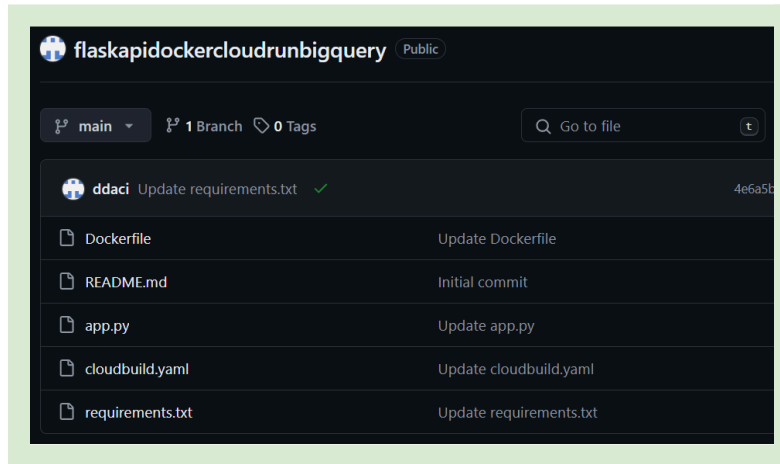 flaskapidockercloudrunbigquery Public
main 1 Branch 0 Tags Go to file t
ddaci Update requirements.txt 4e6a5b
Dockerfile Update Dockerfile
README.md Initial commit
app.py Update app.py
cloudbuild.yaml Update cloudbuild.yaml
requirements.txt Update requirements.txt